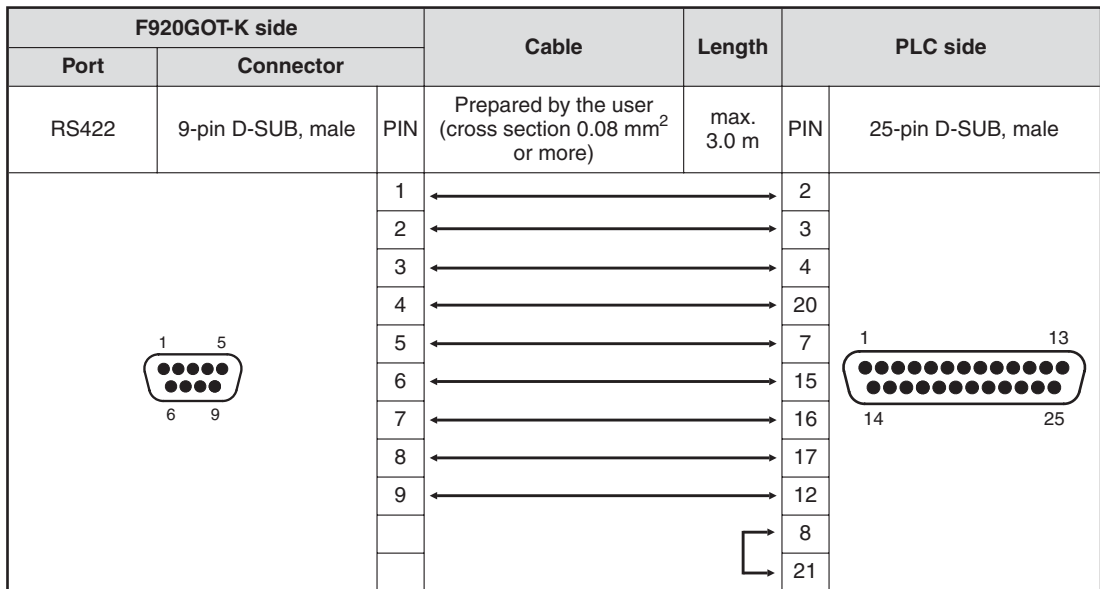 F920GOT-K side
Cable
Length
PLC side
Port
Connector
RS422
9-pin D-SUB, male
PIN
Prepared by the user
(cross section 0.08 mm²
or more)
max.
3.0 m
PIN
25-pin D-SUB, male
1 2
2 3
3 4
4 20
5 7
6 15
7 16
8 17
9 12
8
21
1 5
6 9
1 13
14 25